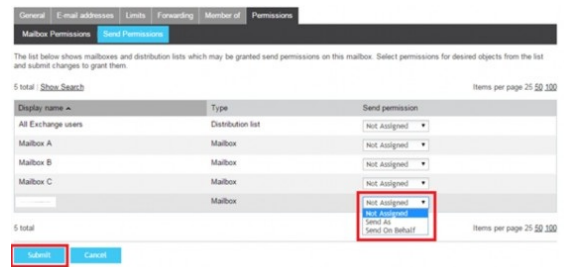 General E-mail addresses Limits Forwarding Member of Permissions
Mailbox Permissions Send Permissions
The list below shows mailboxes and distribution lists which may be granted send permissions on this mailbox. Select permissions for desired objects from the list
and submit changes to grant them.
5 total | Show Search Items per page 25 50 100
Display name Type Send permission
All Exchange users Distribution list Not Assigned
Mailbox A Mailbox Not Assigned
Mailbox B Mailbox Not Assigned
Mailbox C Mailbox Not Assigned
Mailbox Not Assigned
Not Assigned
Send As
Send On Behalf
5 total Items per page 25 50 100
Submit Cancel